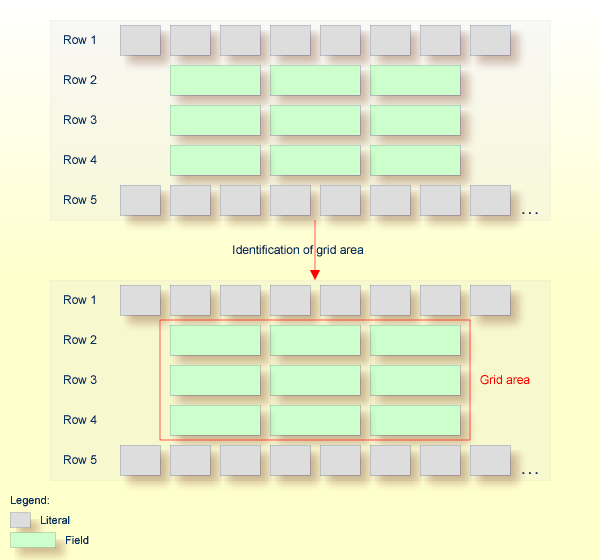 Row 1
Row 2
Row 3
Row 4
Row 5
...
Identification of grid area
Row 1
Row 2
Row 3
Grid area
Row 4
Row 5
...
Legend:
Literal
Field